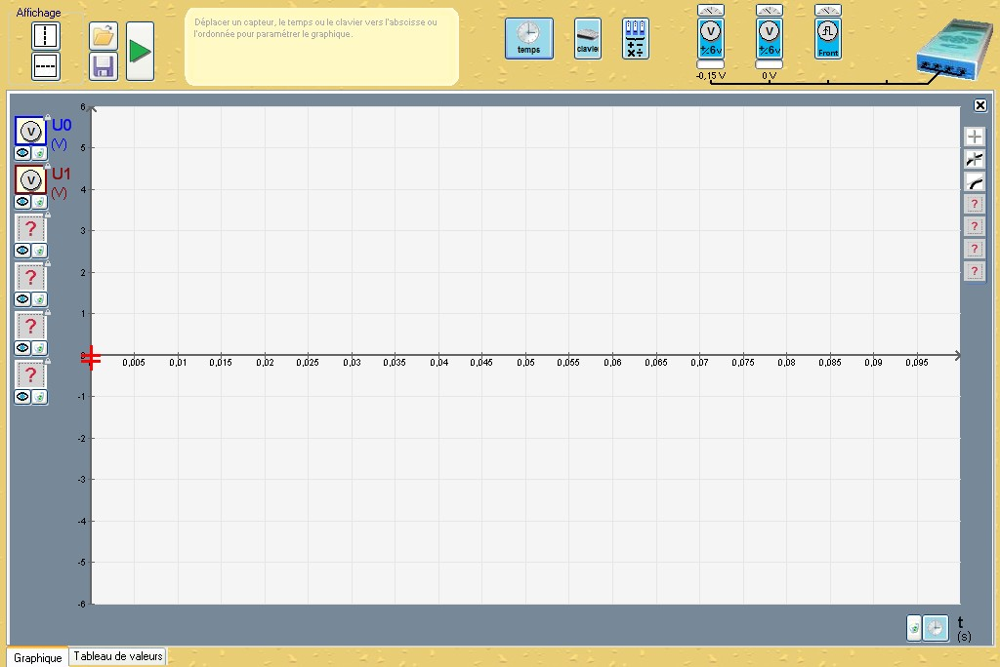 Affichage
Déplacer un capteur, le temps ou le clavier vers l'abscisse ou
l'ordonnée pour paramétrer le graphique.
temps
clavier
V
+/-6v
-0,15 V
V
+/-6v
0 V
Front
V
U0
(V)
V
U1
(V)
?
?
?
?
?
?
?
?
6
5
4
3
2
1
0
-1
-2
-3
-4
-5
-6
0,005 0,01 0,015 0,02 0,025 0,03 0,035 0,04 0,045 0,05 0,055 0,06 0,065 0,07 0,075 0,08 0,085 0,09 0,095
t
(s)
Graphique
Tableau de valeurs